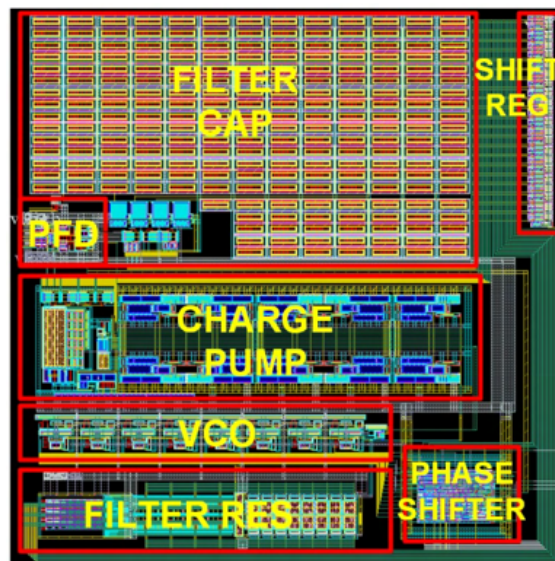 FILTER
CAP
SHIFT
REG
PFD
CHARGE
PUMP
VCO
PHASE
SHIFTER
FILTER RES